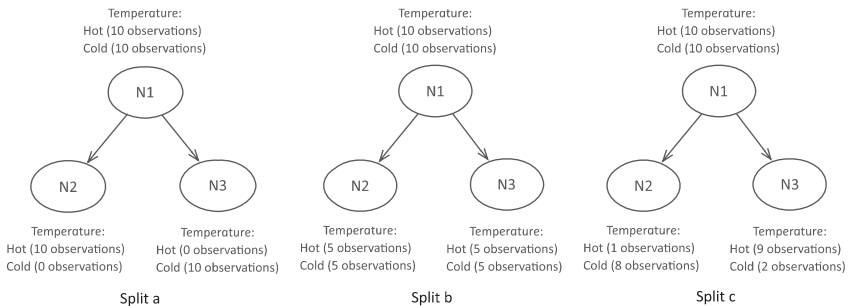 Temperature:
Hot (10 observations)
Cold (10 observations)
N1
N2
N3
Temperature:
Hot (10 observations)
Cold (0 observations)
Temperature:
Hot (0 observations)
Cold (10 observations)
Split a
Temperature:
Hot (10 observations)
Cold (10 observations)
N1
N2
N3
Temperature:
Hot (5 observations)
Cold (5 observations)
Temperature:
Hot (5 observations)
Cold (5 observations)
Split b
Temperature:
Hot (10 observations)
Cold (10 observations)
N1
N2
N3
Temperature:
Hot (1 observations)
Cold (8 observations)
Temperature:
Hot (9 observations)
Cold (2 observations)
Split c